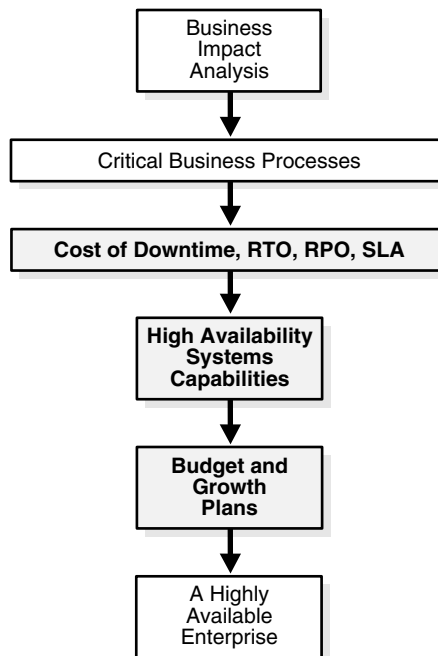 Business
Impact
Analysis
Critical Business Processes
Cost of Downtime, RTO, RPO, SLA
High Availability
Systems
Capabilities
Budget and
Growth
Plans
A Highly
Available
Enterprise